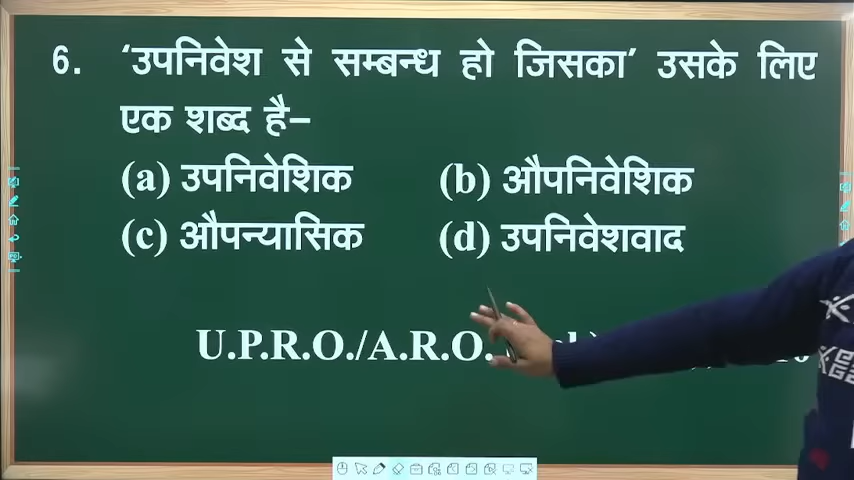 6. ‘उपनिवेश से सम्बन्ध हो जिसका’ उसके लिए
एक शब्द है–
(a) उपनिवेशिक (b) औपनिवेशिक
(c) औपन्यासिक (d) उपनिवेशवाद
U.P.R.O./A.R.O.